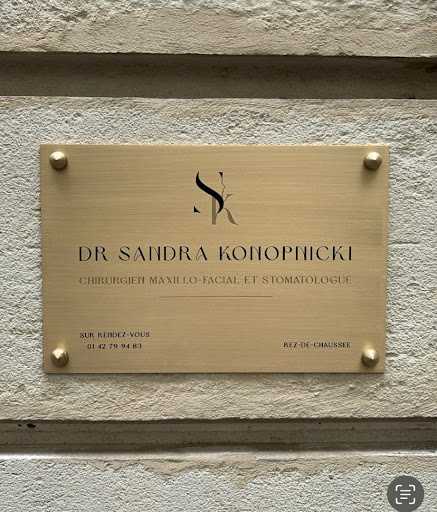 SK
DR SANDRA KONOPNICKI
CHIRURGIEN MAXILLO-FACIAL ET STOMATOLOGUE
SUR RENDEZ-VOUS
01 42 79 94 83
REZ-DE-CHAUSSEE